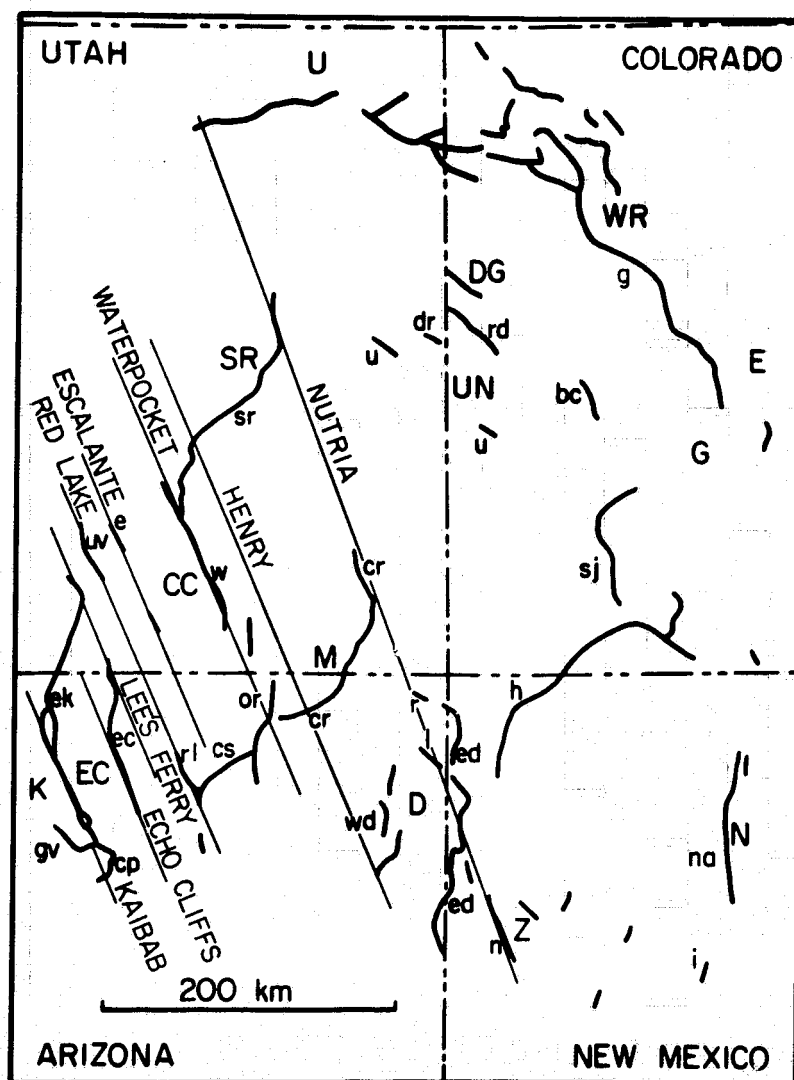 UTAH
U
COLORADO
WR
g
DG
dr
rd
u
SR
sr
WATERPOCKET
NUTRIA
UN
E
bc
u
G
ESCALANTE
RED LAKE
e
uv
HENRY
CC
w
cr
sj
M
or
cr
h
r
l
ed
ek
ec
LEE'S FERRY
rl
cs
K
EC
D
wd
N
na
gv
cp
ECHO CLIFFS
KAIBAB
ed
n
Z
i
200 km
ARIZONA
NEW MEXICO